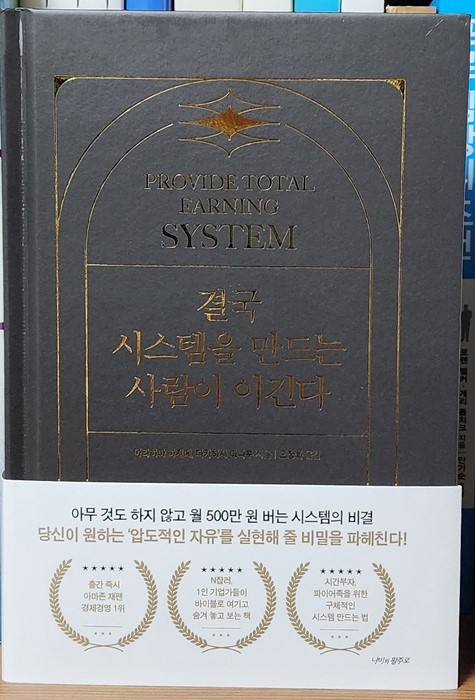 PROVIDE TOTAL
EARNING
SYSTEM
결국
시스템을 만드는
사람이 이긴다
아무 것도 하지 않고 월 500만 원 버는 시스템의 비결
당신이 원하는 '압도적인 자유'를 실현해 줄 비밀을 파헤친다!
★★★★★
출간 즉시
아마존 재팬
경제경영 1위
★★★★★
N잡러,
1인 기업가들이
바이블로 여기고
숨겨 놓고 보는 책
★★★★★
시간부자,
파이어족을 위한
구체적인
시스템 만드는 법
나비의 활주로